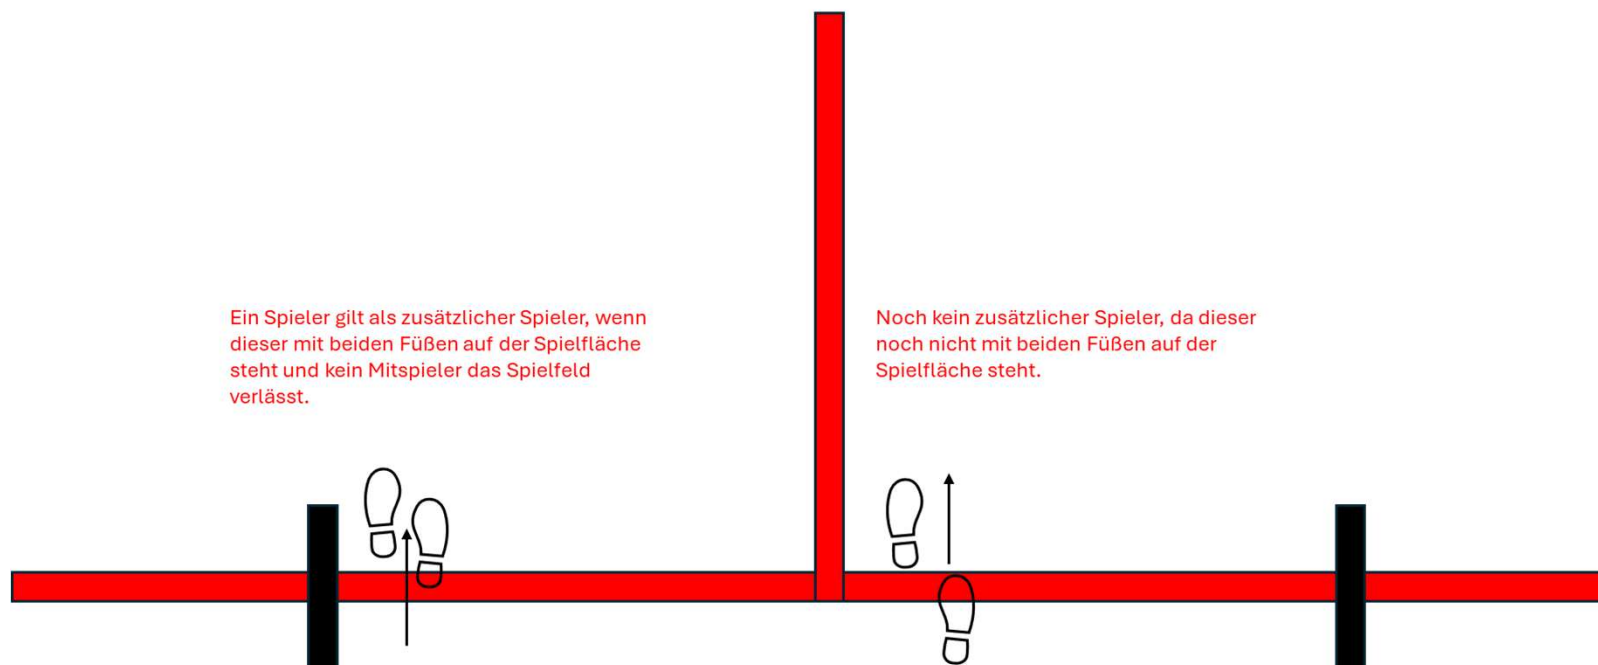 Ein Spieler gilt als zusätzlicher Spieler, wenn
dieser mit beiden Füßen auf der Spielfläche
steht und kein Mitspieler das Spielfeld
verlässt.
Noch kein zusätzlicher Spieler, da dieser
noch nicht mit beiden Füßen auf der
Spielfläche steht.